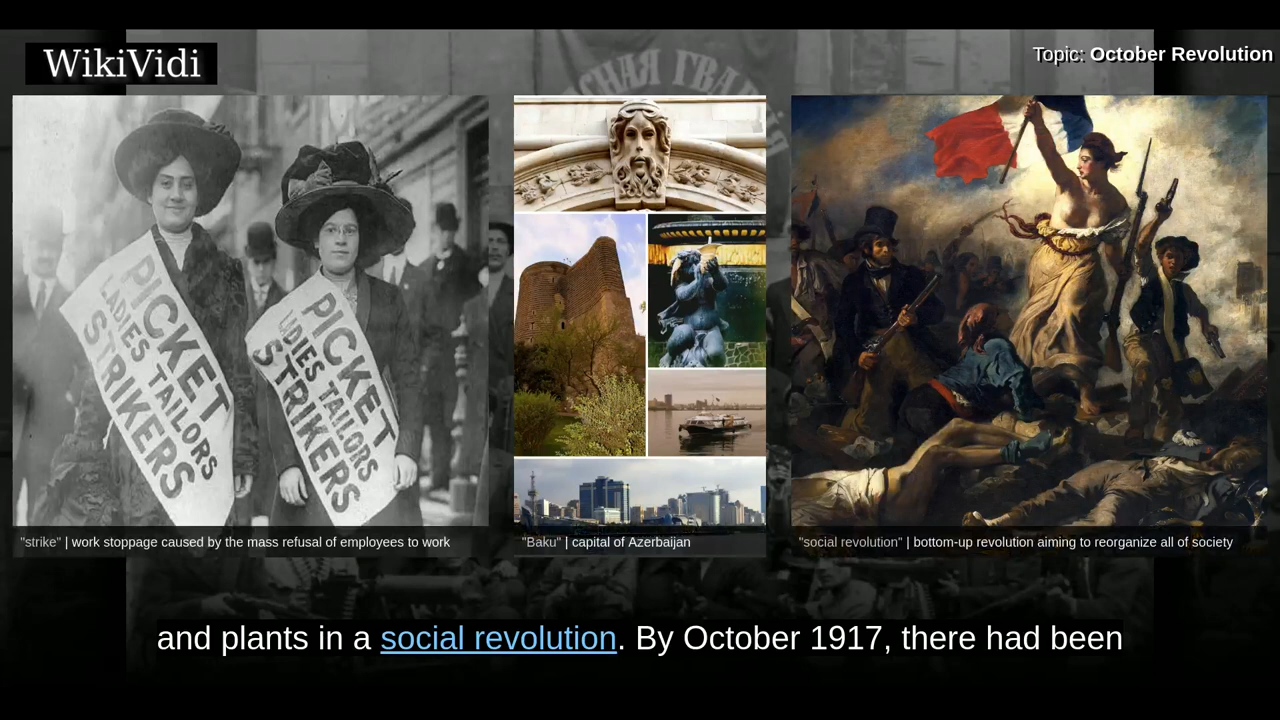 WikiVidi
Topic: October Revolution
PICKET
LADIES TAILORS
STRIKERS
PICKET
LADIES TAILORS
STRIKERS
"strike" | work stoppage caused by the mass refusal of employees to work
"Baku" | capital of Azerbaijan
"social revolution" | bottom-up revolution aiming to reorganize all of society
and plants in a social revolution. By October 1917, there had been